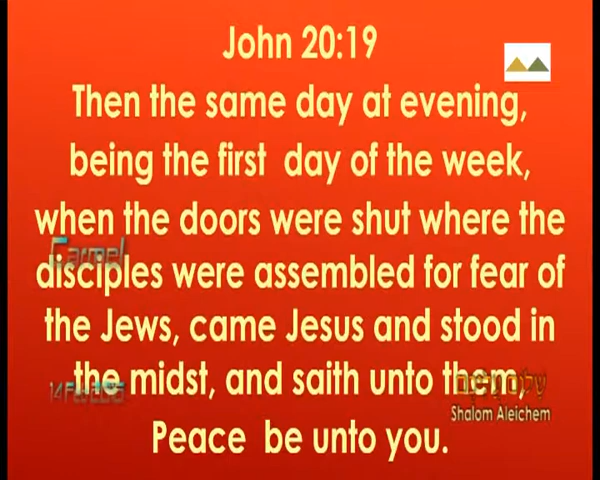 John 20:19
Then the same day at evening,
being the first day of the week,
when the doors were shut where the
Carmel
disciples were assembled for fear of
the Jews, came Jesus and stood in
the midst, and saith unto them,
Shalom Aleichem
Peace be unto you.